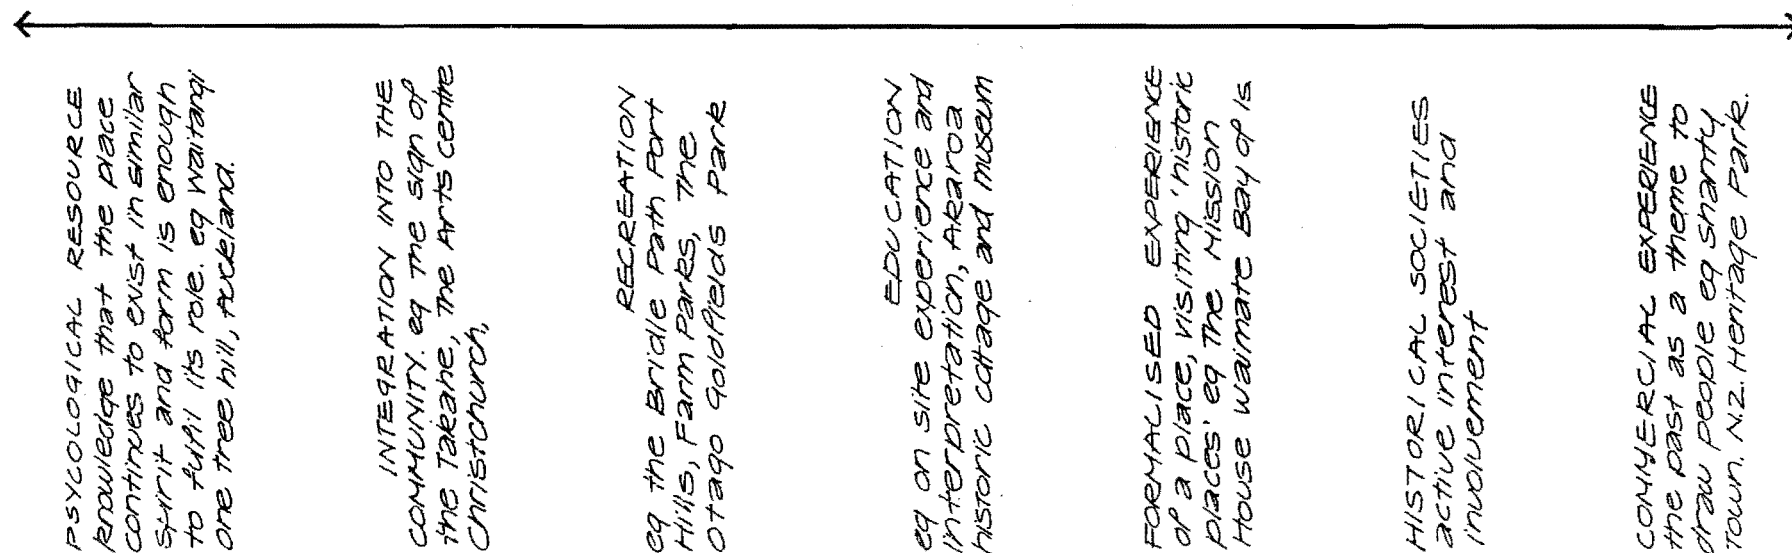 PSYCOLOGICAL RESOURCE
knowledge that the place
continues to exist in similar
spirit and form is enough
to fulfil its role. eg Waitangi
One tree hill, Auckland.
INTEGRATION INTO THE
COMMUNITY. eg The sign of
the Takahe, The Arts centre
Christchurch,
RECREATION
eg the Bridle Path Port
Hills, Farm Parks, The
Otago Goldfields Park
EDUCATION
eg on site experience and
interpretation, Akaroa
historic cottage and museum
FORMALISED EXPERIENCE
of a place, visiting 'historic
places' eg The Mission
House Waimate Bay of Is
HISTORICAL SOCIETIES
active interest and
involvement
COMMERCIAL EXPERIENCE
the past as a theme to
draw people eg shanty
Town. N.Z. Heritage Park.